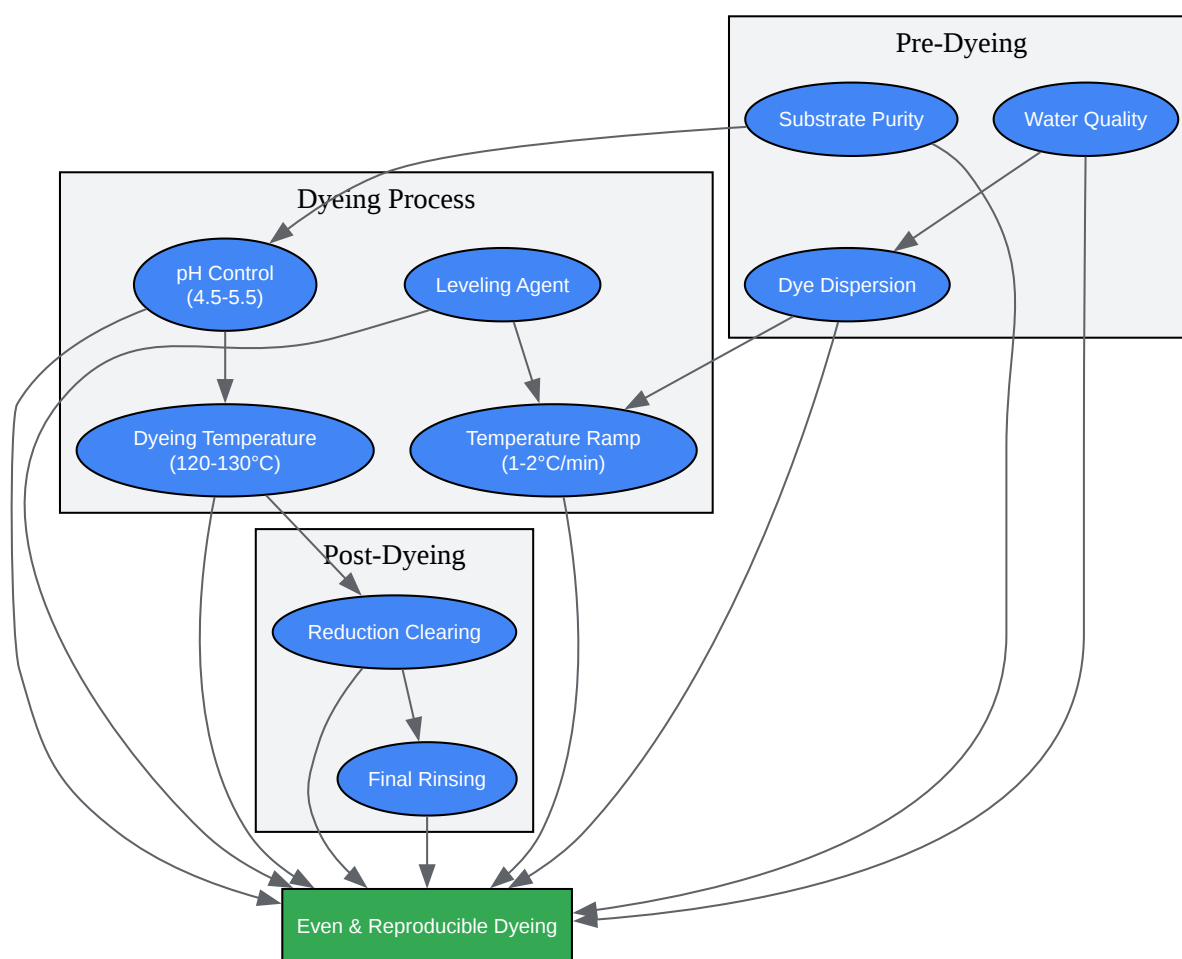 Pre-Dyeing
Substrate Purity
Water Quality
Dyeing Process
pH Control
(4.5-5.5)
Leveling Agent
Dye Dispersion
Dyeing Temperature
(120-130°C)
Temperature Ramp
(1-2°C/min)
Post-Dyeing
Reduction Clearing
Final Rinsing
Even & Reproducible Dyeing